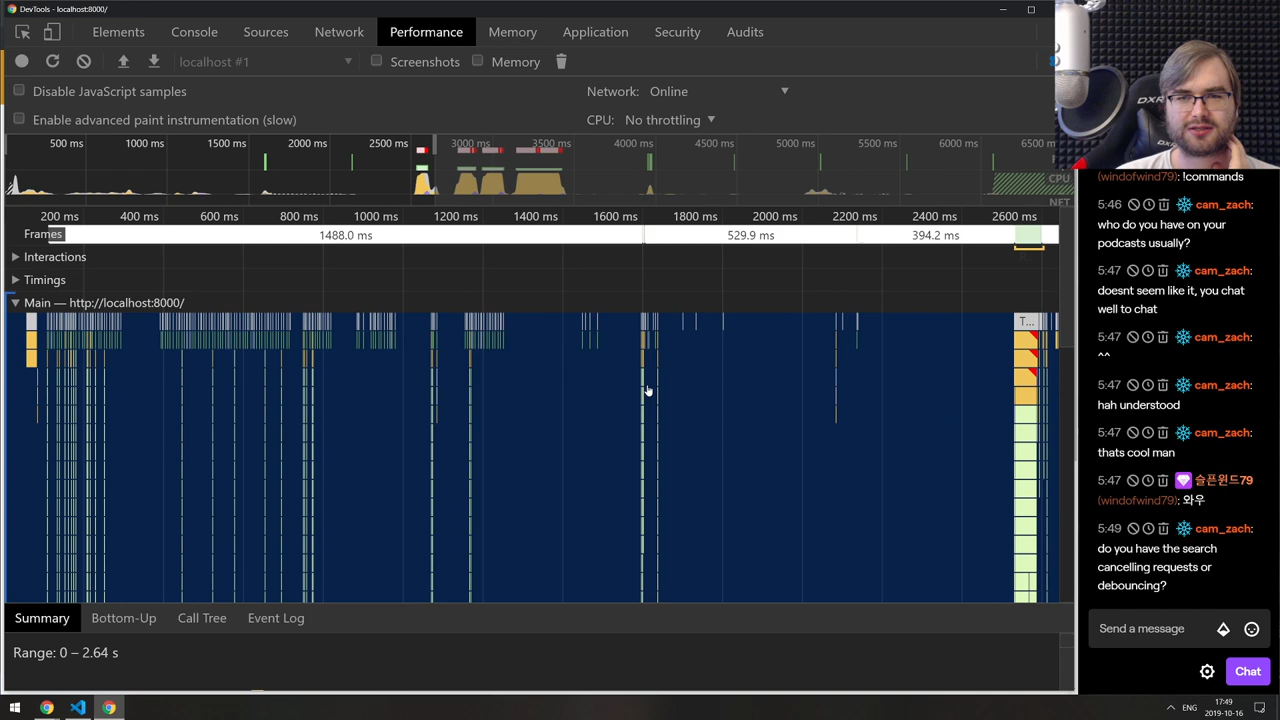 DevTools - localhost:8000/
Elements Console Sources Network Performance Memory Application Security Audits
localhost #1 Screenshots Memory
Disable JavaScript samples Network: Online
Enable advanced paint instrumentation (slow) CPU: No throttling
500 ms 1000 ms 1500 ms 2000 ms 2500 ms 3000 ms 3500 ms 4000 ms 4500 ms 5000 ms 5500 ms 6000 ms 6500 m
CPU
NET
200 ms 400 ms 600 ms 800 ms 1000 ms 1200 ms 1400 ms 1600 ms 1800 ms 2000 ms 2200 ms 2400 ms 2600 ms
Frames 1488.0 ms 529.9 ms 394.2 ms
Interactions
Timings
Main — http://localhost:8000/
T...
Summary Bottom-Up Call Tree Event Log
Range: 0 – 2.64 s
DXR
(windofwind79): !commands
5:46 cam_zach:
who do you have on your
podcasts usually?
5:47 cam_zach:
doesnt seem like it, you chat
well to chat
5:47 cam_zach:
^^
5:47 cam_zach:
hah understood
5:47 cam_zach:
thats cool man
5:47 슬픈윈드79
(windofwind79): 와우
5:49 cam_zach:
do you have the search
cancelling requests or
debouncing?
Send a message
Chat
ENG
17:49
2019-10-16